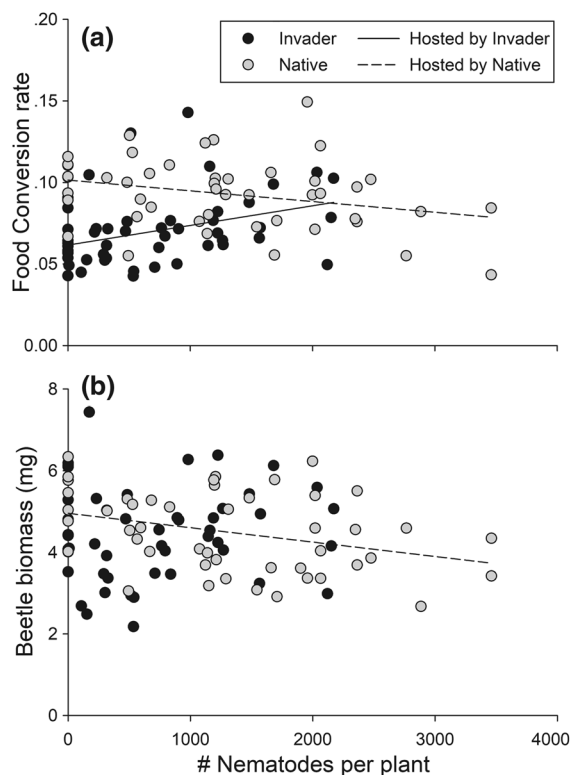 (a)
Invader
Hosted by Invader
Native
Hosted by Native
Food Conversion rate
.20
.15
.10
.05
0.00
(b)
Beetle biomass (mg)
8
6
4
2
0
0
1000
2000
3000
4000
# Nematodes per plant